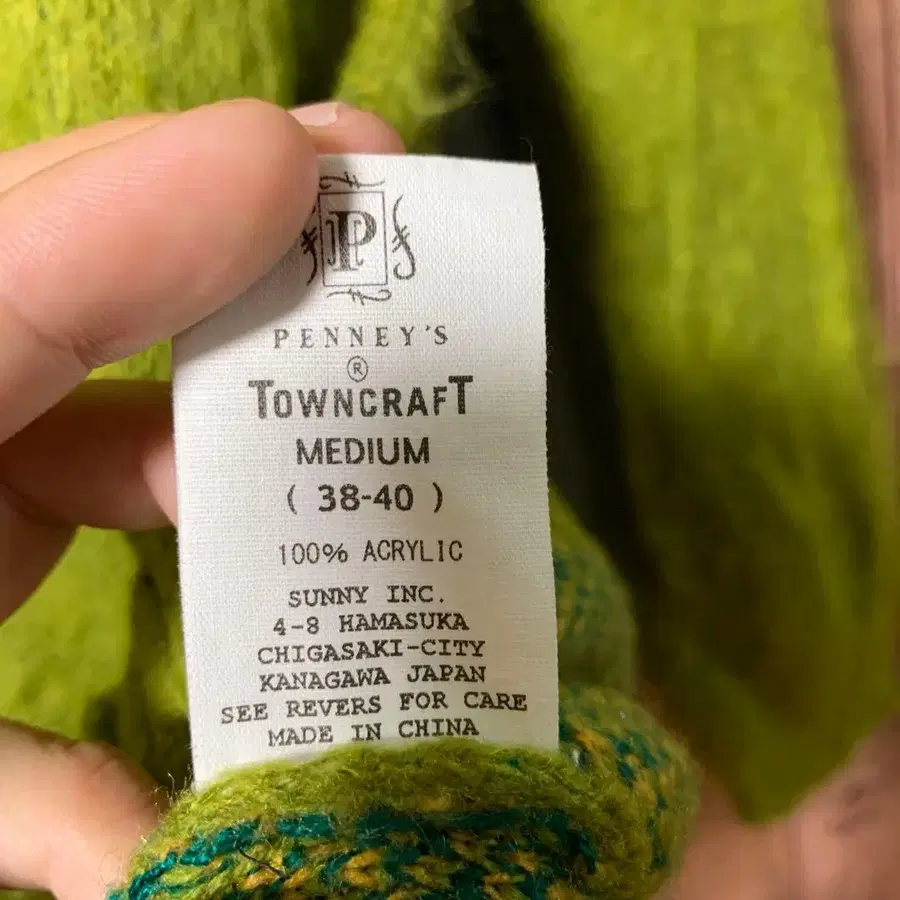 P
PENNEY'S
®
TOWNCRAFT
MEDIUM
( 38-40 )
100% ACRYLIC
SUNNY INC.
4-8 HAMASUKA
CHIGASAKI-CITY
KANAGAWA JAPAN
SEE REVERS FOR CARE
MADE IN CHINA